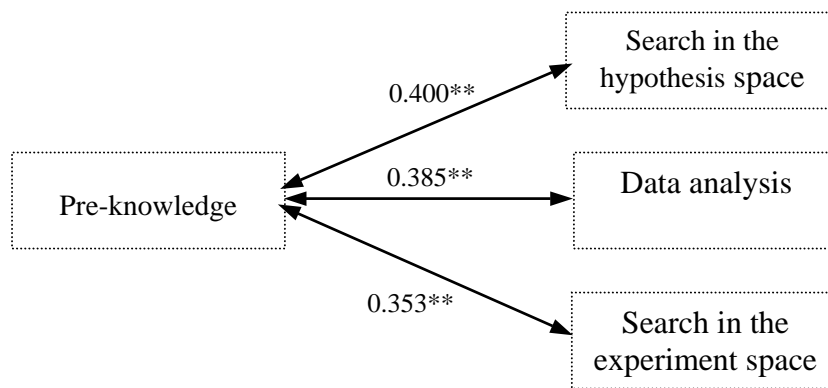 Search in the
hypothesis space
0.400**
Pre-knowledge
0.385**
Data analysis
0.353**
Search in the
experiment space